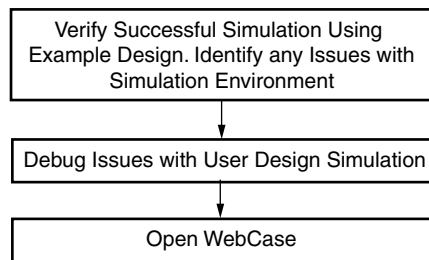 Verify Successful Simulation Using
Example Design. Identify any Issues with
Simulation Environment
Debug Issues with User Design Simulation
Open WebCase